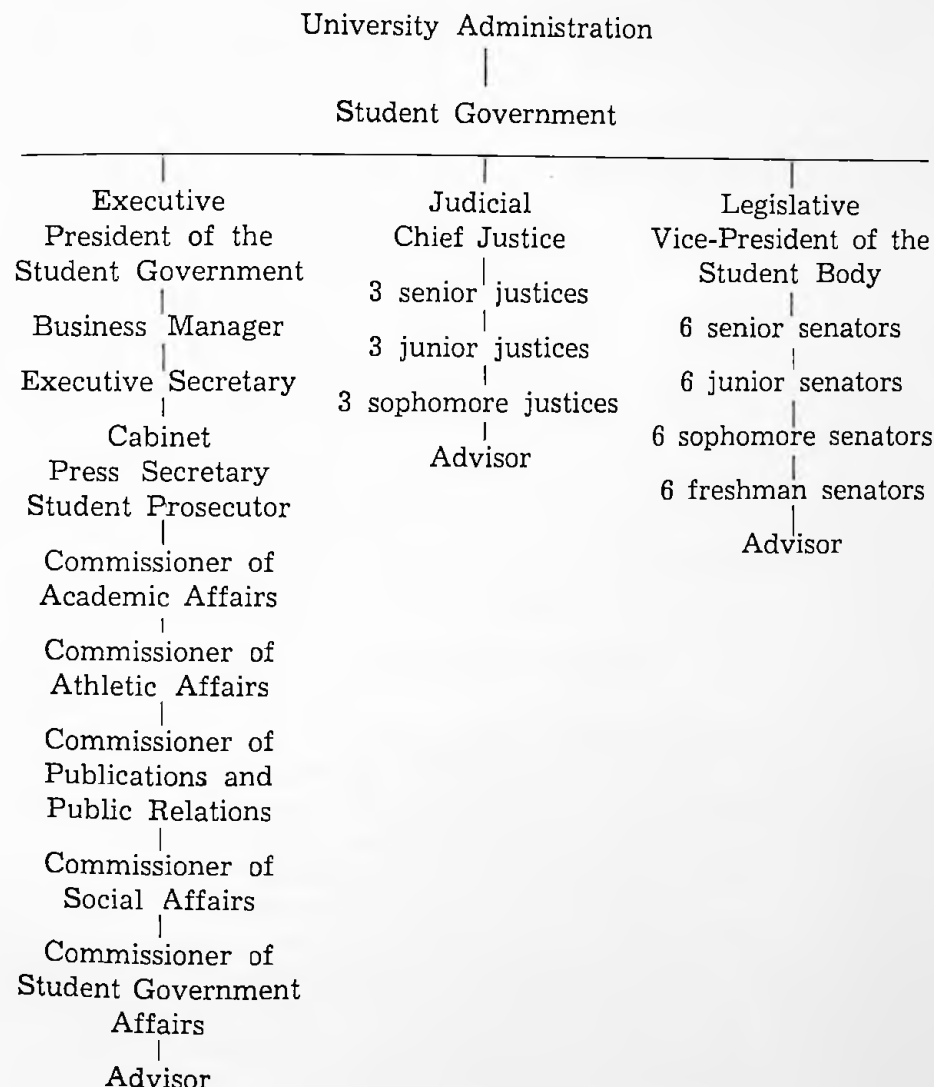 University Administration
Student Government
Executive
President of the
Student Government
Business Manager
Executive Secretary
Cabinet
Press Secretary
Student Prosecutor
Commissioner of
Academic Affairs
Commissioner of
Athletic Affairs
Commissioner of
Publications and
Public Relations
Commissioner of
Social Affairs
Commissioner of
Student Government
Affairs
Advisor
Judicial
Chief Justice
3 senior justices
3 junior justices
3 sophomore justices
Advisor
Legislative
Vice-President of the
Student Body
6 senior senators
6 junior senators
6 sophomore senators
6 freshman senators
Advisor